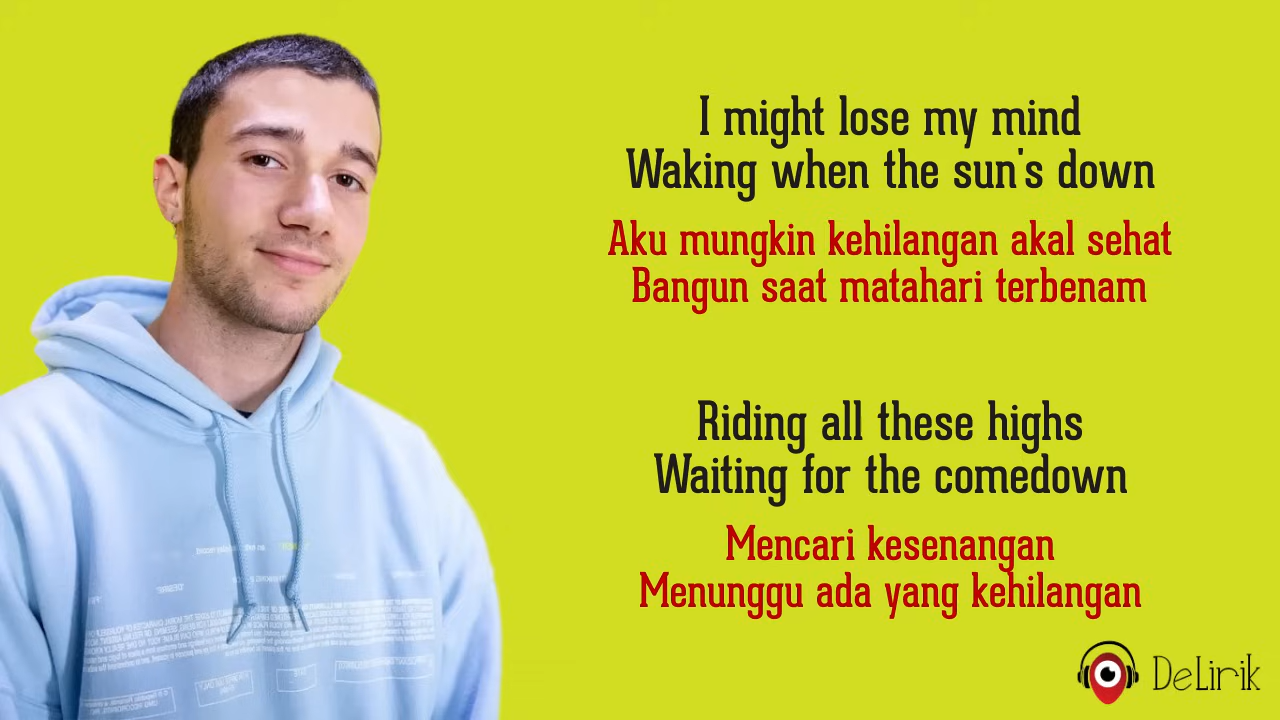 I might lose my mind
Waking when the sun's down
Aku mungkin kehilangan akal sehat
Bangun saat matahari terbenam
Riding all these highs
Waiting for the comedown
Mencari kesenangan
Menunggu ada yang kehilangan
DeLirik